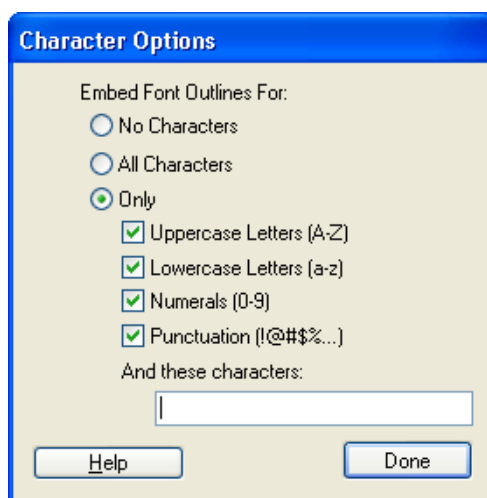 Character Options
Embed Font Outlines For:
No Characters
All Characters
Only
Uppercase Letters (A-Z)
Lowercase Letters (a-z)
Numerals (0-9)
Punctuation (!@#$%...)
And these characters:
Help Done